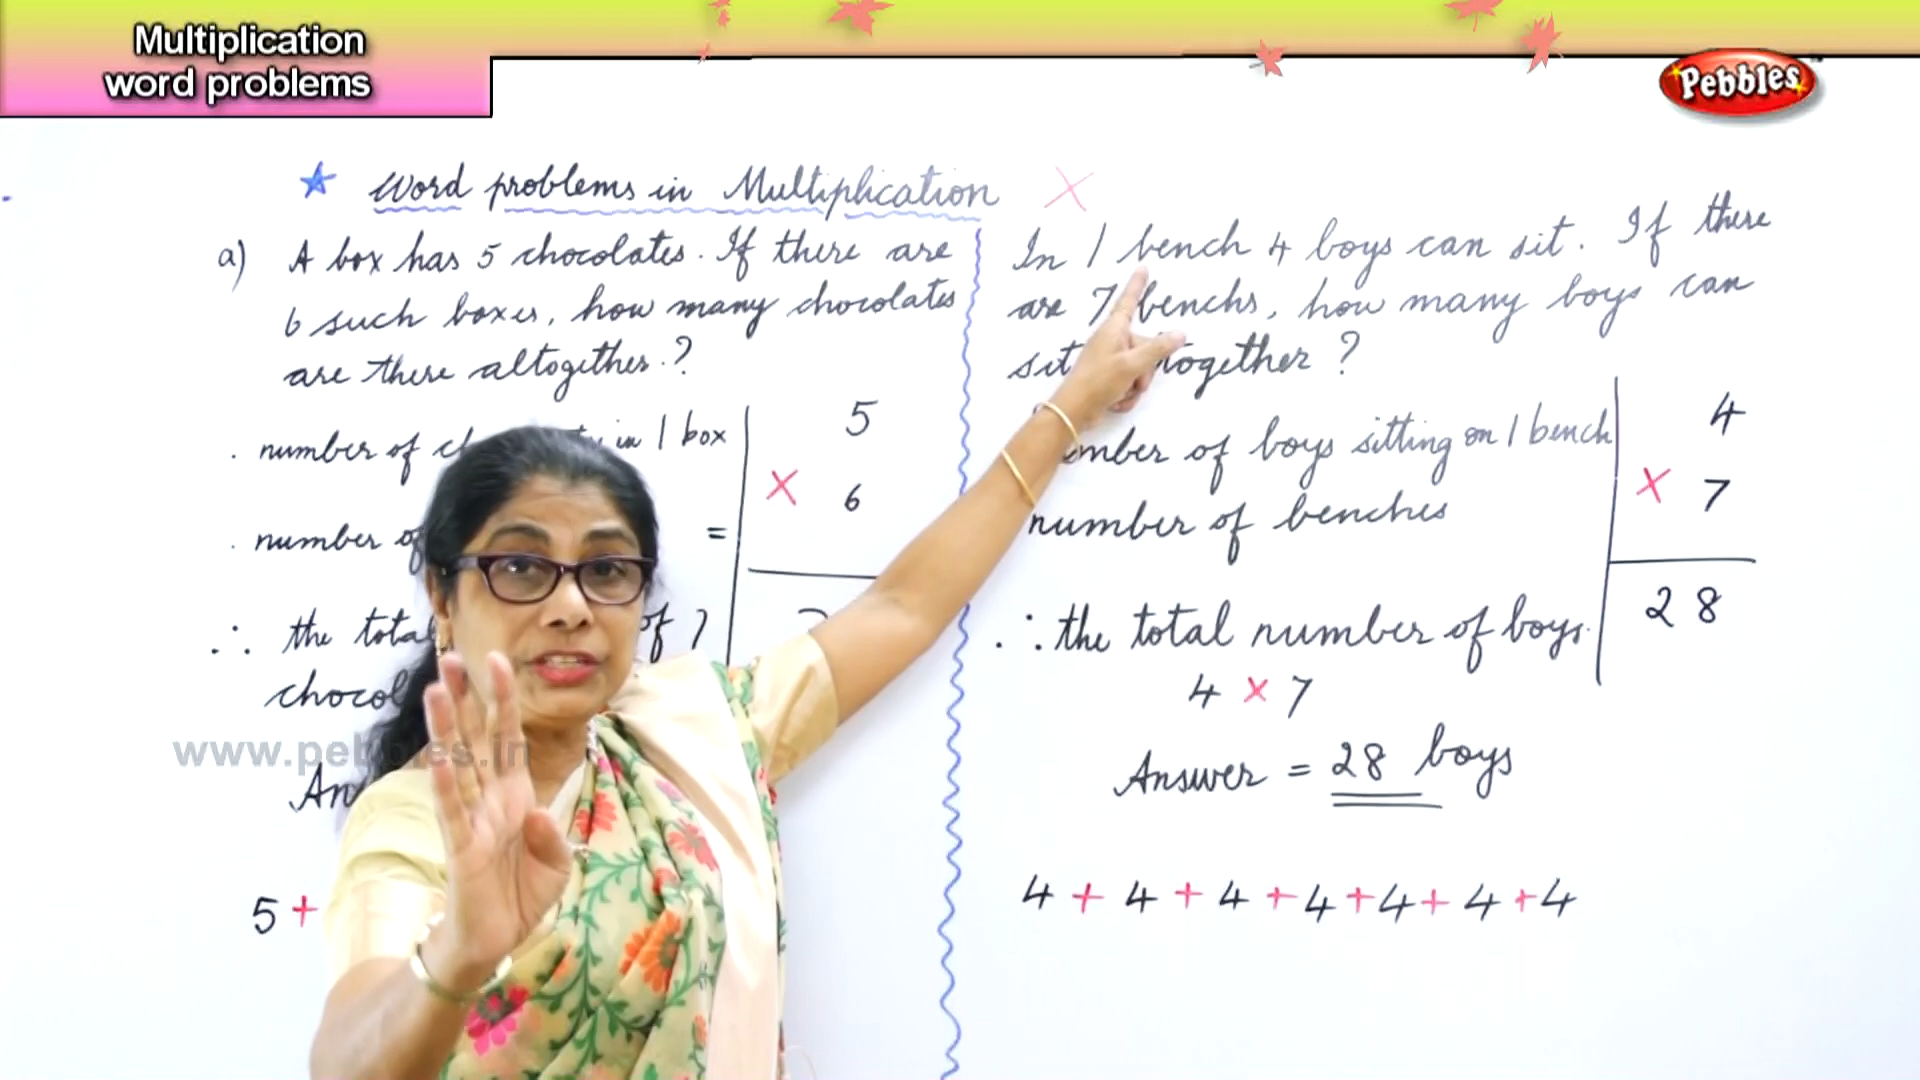 Multiplication
word problems
Pebbles
Word problems in Multiplication ×
a) A box has 5 chocolates. If there are
6 such boxes, how many chocolates
are there altogether.?
number of in 1 box
number of =
5
× 6
∴ the total of
An
5 +
In 1 bench 4 boys can sit. If there
are 7 benchs, how many boys can
sit together?
number of boys sitting on 1 bench
number of benches
4
× 7
28
∴ the total number of boys.
4 × 7
Answer = 28 boys
4 + 4 + 4 + 4 + 4 + 4 + 4
www.pebbles.in